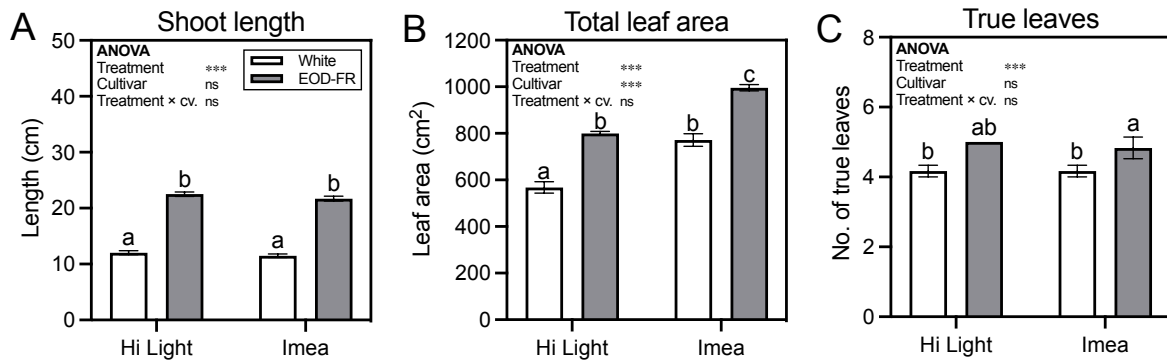 A
Shoot length
50
40
30
20
10
0
Length (cm)
ANOVA
Treatment ***
Cultivar ns
Treatment × cv. ns
White
EOD-FR
a
b
a
b
Hi Light
Imea
B
Total leaf area
1200
1000
800
600
400
200
0
Leaf area (cm²)
ANOVA
Treatment ***
Cultivar ***
Treatment × cv. ns
a
b
b
c
Hi Light
Imea
C
True leaves
8
6
4
2
0
No. of true leaves
ANOVA
Treatment ***
Cultivar ns
Treatment × cv. ns
b
ab
b
a
Hi Light
Imea